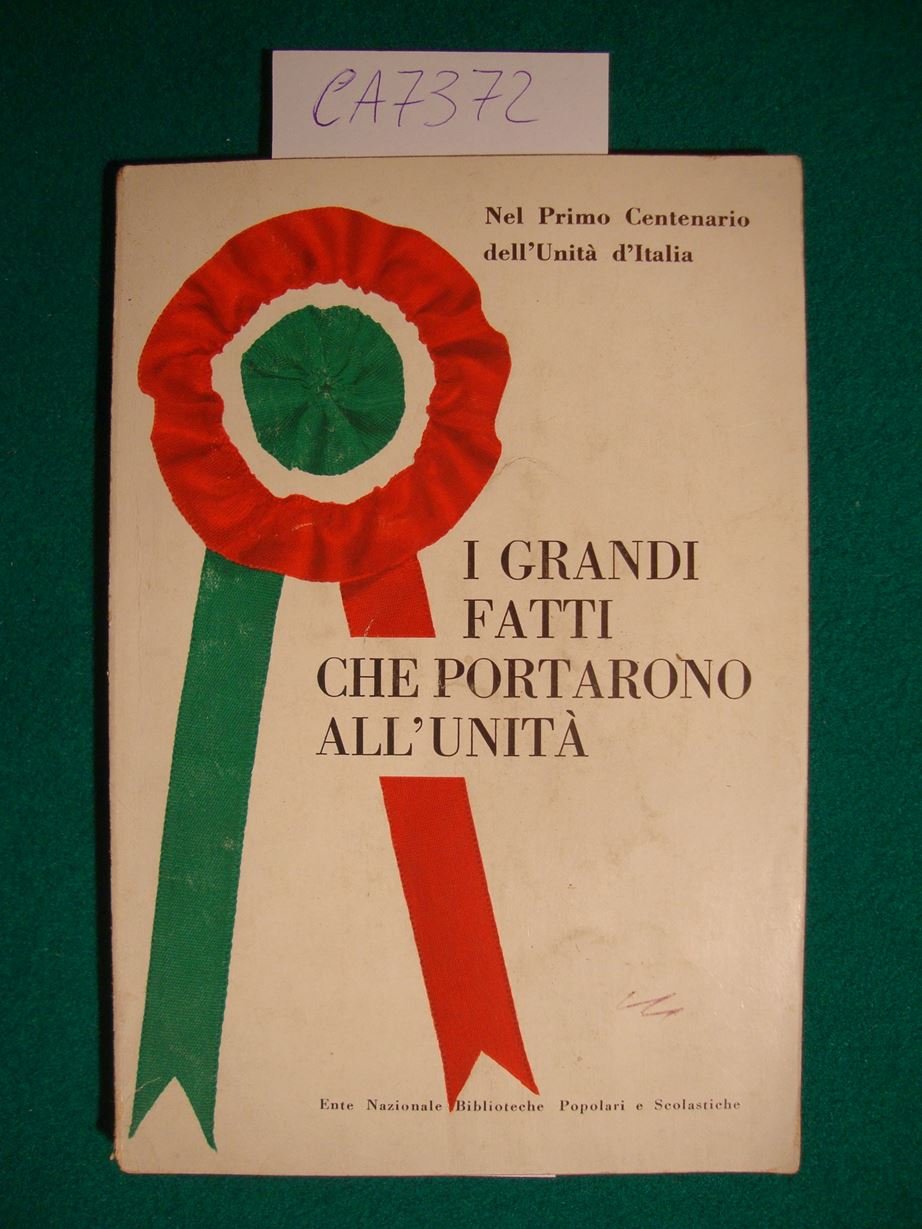 CA7372
Nel Primo Centenario
dell'Unità d'Italia
I GRANDI
FATTI
CHE PORTARONO
ALL'UNITÀ
Ente Nazionale Biblioteche Popolari e Scolastiche